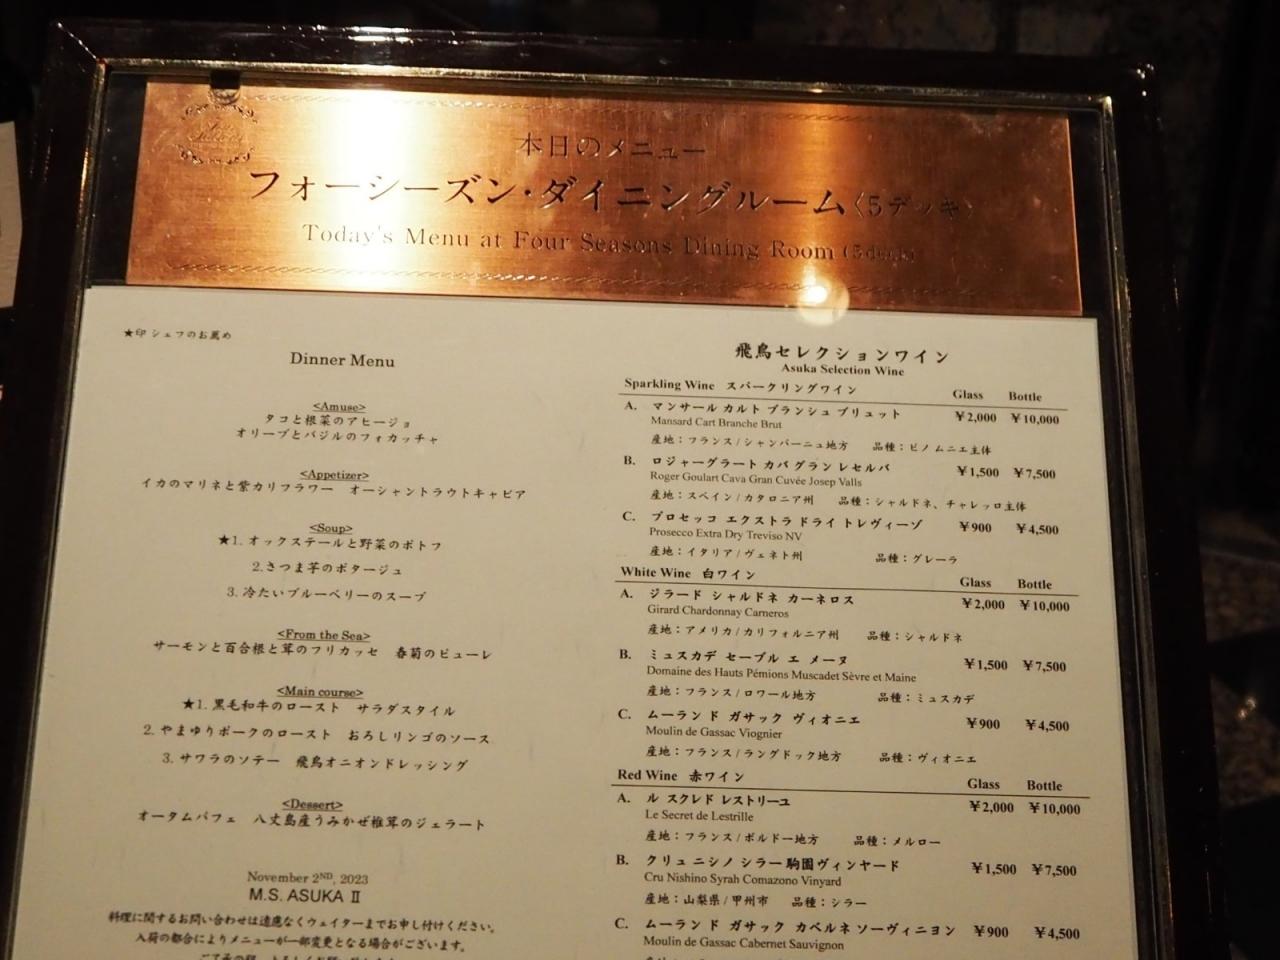 本日のメニュー
フォーシーズン・ダイニングルーム〈5デッキ〉
Today's Menu at Four Seasons Dining Room (5deck)
★印 シェフのお薦め
Dinner Menu
<Amuse>
タコと根菜のアヒージョ
オリーブとバジルのフィカッチャ
<Appetizer>
イカのマリネと紫カリフラワー　オーシャントラウトキャビア
<Soup>
★1. オックステールと野菜のポトフ
2.さつま芋のポタージュ
3. 冷たいブルーベリーのスープ
<From the Sea>
サーモンと百合根と茸のフリカッセ　春菊のピューレ
<Main course>
★1. 黒毛和牛のロースト　サラダスタイル
2. やまゆりポークのロースト　おろしリンゴのソース
3. サワラのソテー　飛鳥オニオンドレッシング
<Dessert>
オータムパフェ　八丈島産うみかぜ椎茸のジェラート
November 2ND, 2023
M.S. ASUKA Ⅱ
料理に関するお問い合わせは遠慮なくウェイターまでお申し付けください。
入荷の都合によりメニューが一部変更となる場合がございます。
飛鳥セレクションワイン
Asuka Selection Wine
Sparkling Wine スパークリングワイン Glass Bottle
A. マンサール カルト ブランシュ ブリュット ￥2,000 ￥10,000
Mansard Cart Branche Brut
産地：フランス/シャンパーニュ地方　品種：ピノ ムニエ主体
B. ロジャーグラート カバ グラン レセルバ ￥1,500 ￥7,500
Roger Goulart Cava Gran Cuvée Josep Valls
産地：スペイン/カタロニア州　品種：シャルドネ、チャレッロ主体
C. プロセッコ エクストラ ドライ トレヴィーゾ ￥900 ￥4,500
Prosecco Extra Dry Treviso NV
産地：イタリア/ヴェネト州　品種：グレーラ
White Wine 白ワイン Glass Bottle
A. ジラード シャルドネ カーネロス ￥2,000 ￥10,000
Girard Chardonnay Carneros
産地：アメリカ/カリフォルニア州　品種：シャルドネ
B. ミュスカデ セーブル エ メーヌ ￥1,500 ￥7,500
Domaine des Hauts Pémions Muscadet Sèvre et Maine
産地：フランス/ロワール地方　品種：ミュスカデ
C. ムーランド ガサック ヴィオニエ ￥900 ￥4,500
Moulin de Gassac Viognier
産地：フランス/ラングドック地方　品種：ヴィオニエ
Red Wine 赤ワイン Glass Bottle
A. ル スクレド レストリーユ ￥2,000 ￥10,000
Le Secret de Lestrille
産地：フランス/ボルドー地方　品種：メルロー
B. クリュ ニシノ シラー 駒園ヴィンヤード ￥1,500 ￥7,500
Cru Nishino Syrah Comazono Vinyard
産地：山梨県/甲州市　品種：シラー
C. ムーランド ガサック カベルネ ソーヴィニヨン ￥900 ￥4,500
Moulin de Gassac Cabernet Sauvignon